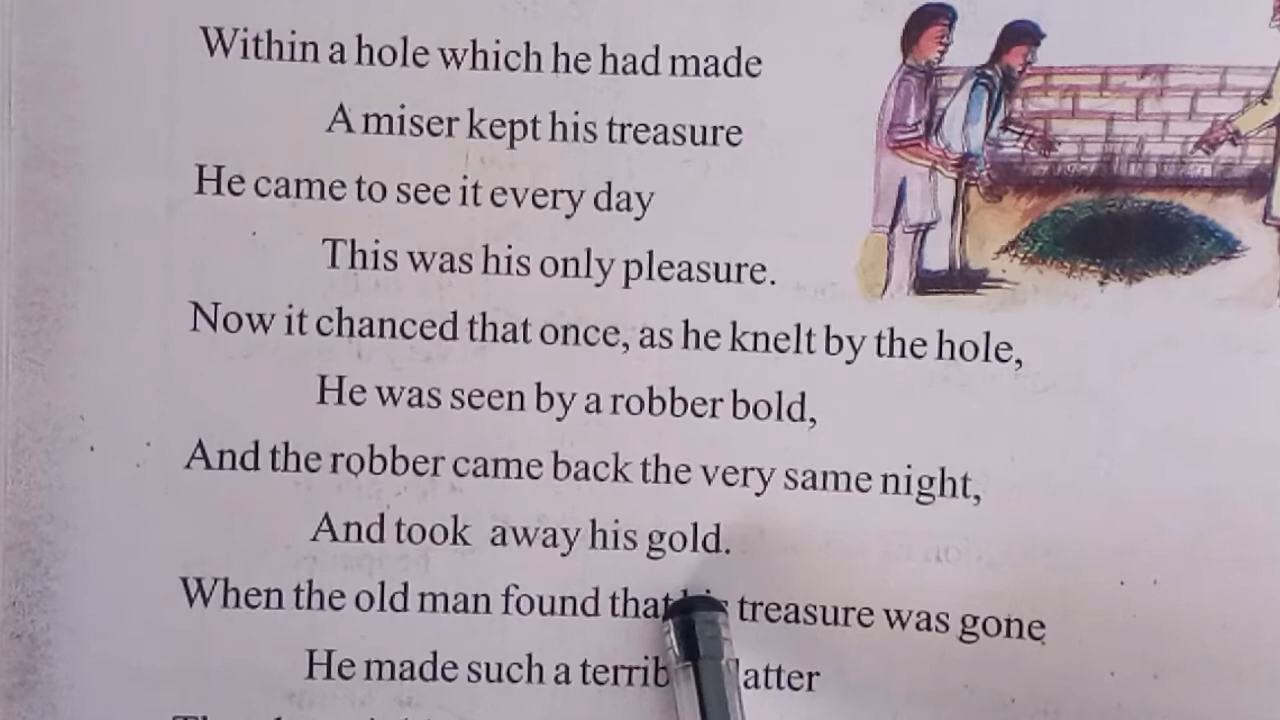 Within a hole which he had made
A miser kept his treasure
He came to see it every day
This was his only pleasure.
Now it chanced that once, as he knelt by the hole,
He was seen by a robber bold,
And the robber came back the very same night,
And took away his gold.
When the old man found that treasure was gone
He made such a